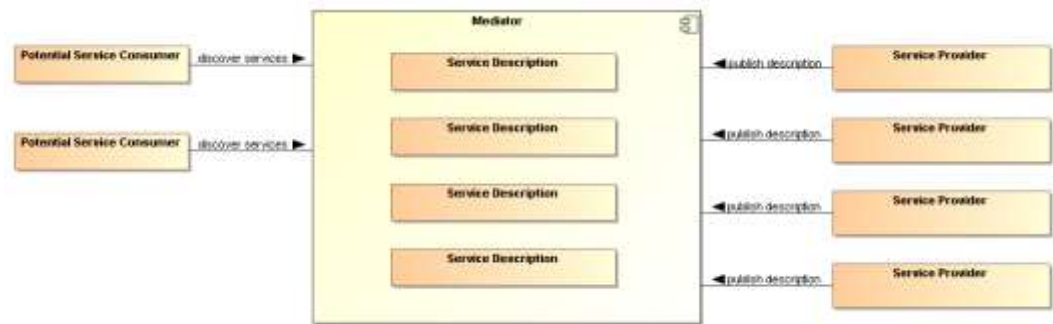 Mediator
Potential Service Consumer
discover services
Service Description
publish description
Service Provider
Potential Service Consumer
discover services
Service Description
publish description
Service Provider
Service Description
publish description
Service Provider
Service Description
publish description
Service Provider